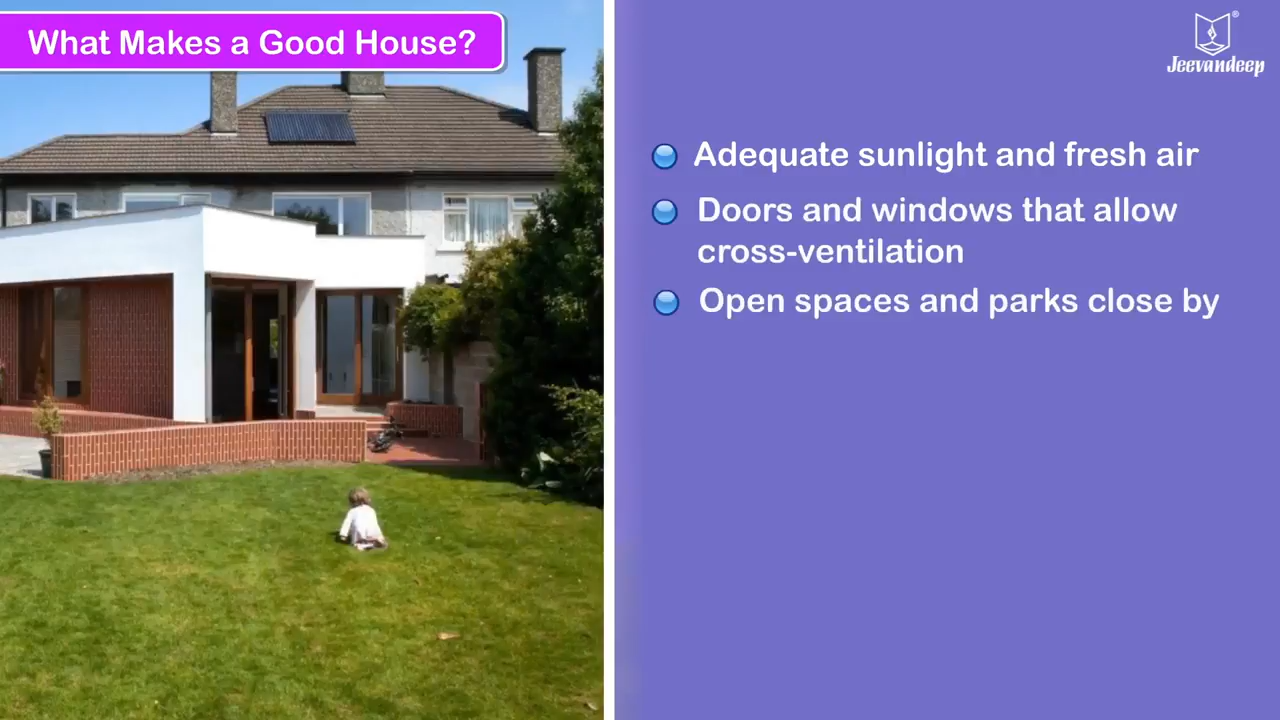 What Makes a Good House?
Jeevandeep®
Adequate sunlight and fresh air
Doors and windows that allow
cross-ventilation
Open spaces and parks close by